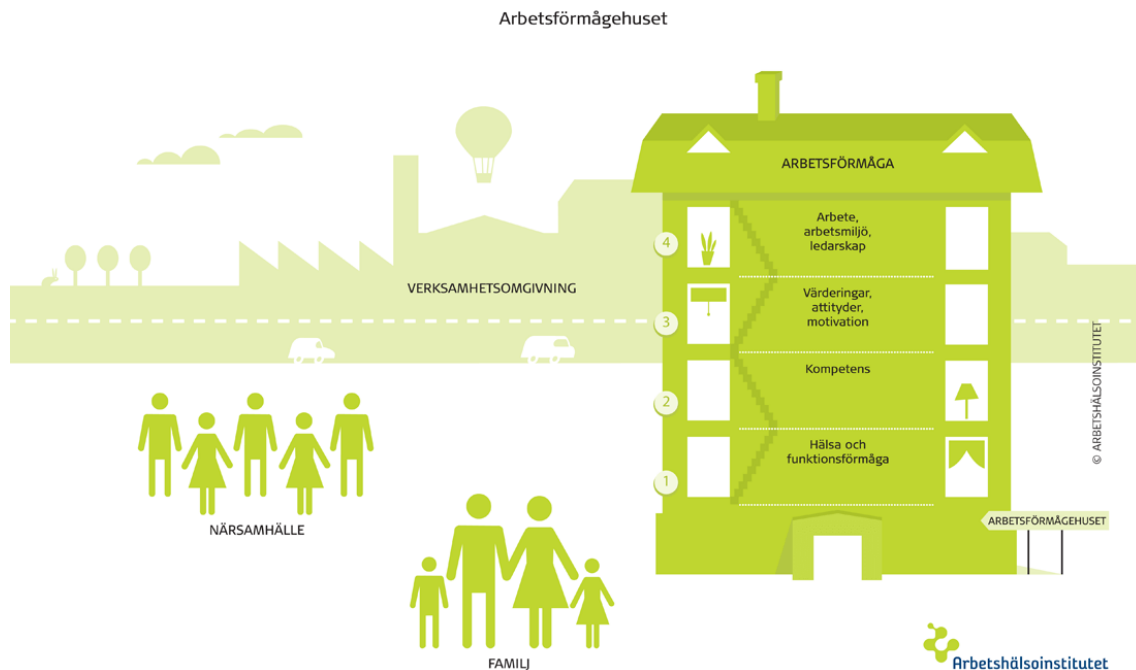 Arbetsförmågehuset
ARBETSFÖRMÅGA
4
Arbete,
arbetsmiljö,
ledarskap
VERKSAMHETSOMGIVNING
3
Värderingar,
attityder,
motivation
2
Kompetens
1
Hälsa och
funktionsförmåga
© ARBETSHÄLSOINSTITUTET
NÄRSAMHÄLLE
ARBETSFÖRMÅGEHUSET
FAMILJ
Arbetshälsoinstitutet